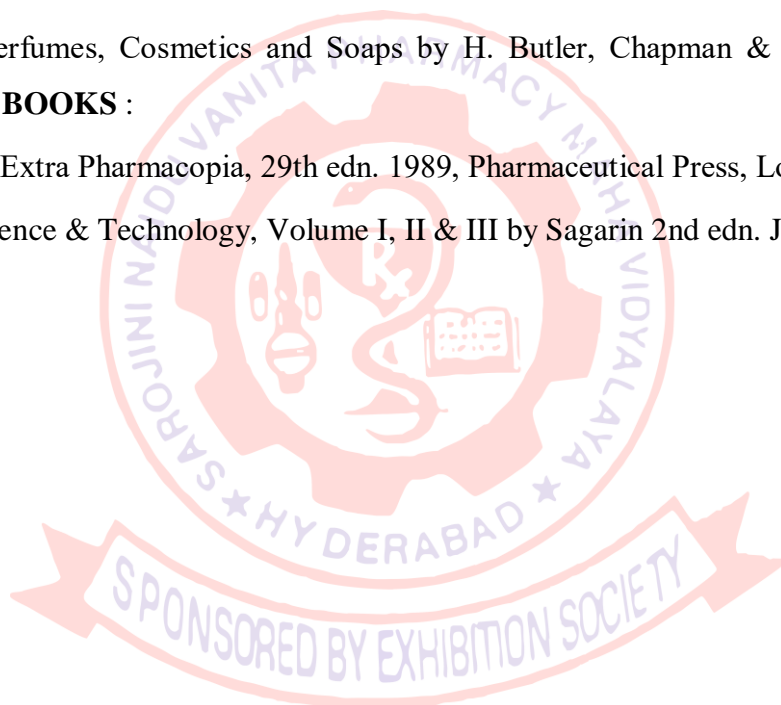 erfumes, Cosmetics and Soaps by H. Butler, Chapman &
BOOKS :
Extra Pharmacopia, 29th edn. 1989, Pharmaceutical Press, Lo
ence & Technology, Volume I, II & III by Sagarin 2nd edn. J
SAROJINI NAIDU VANITA PHARMACY MAHA VIDYALAYA
★ HYDERABAD ★
Rx
SPONSORED BY EXHIBITION SOCIETY